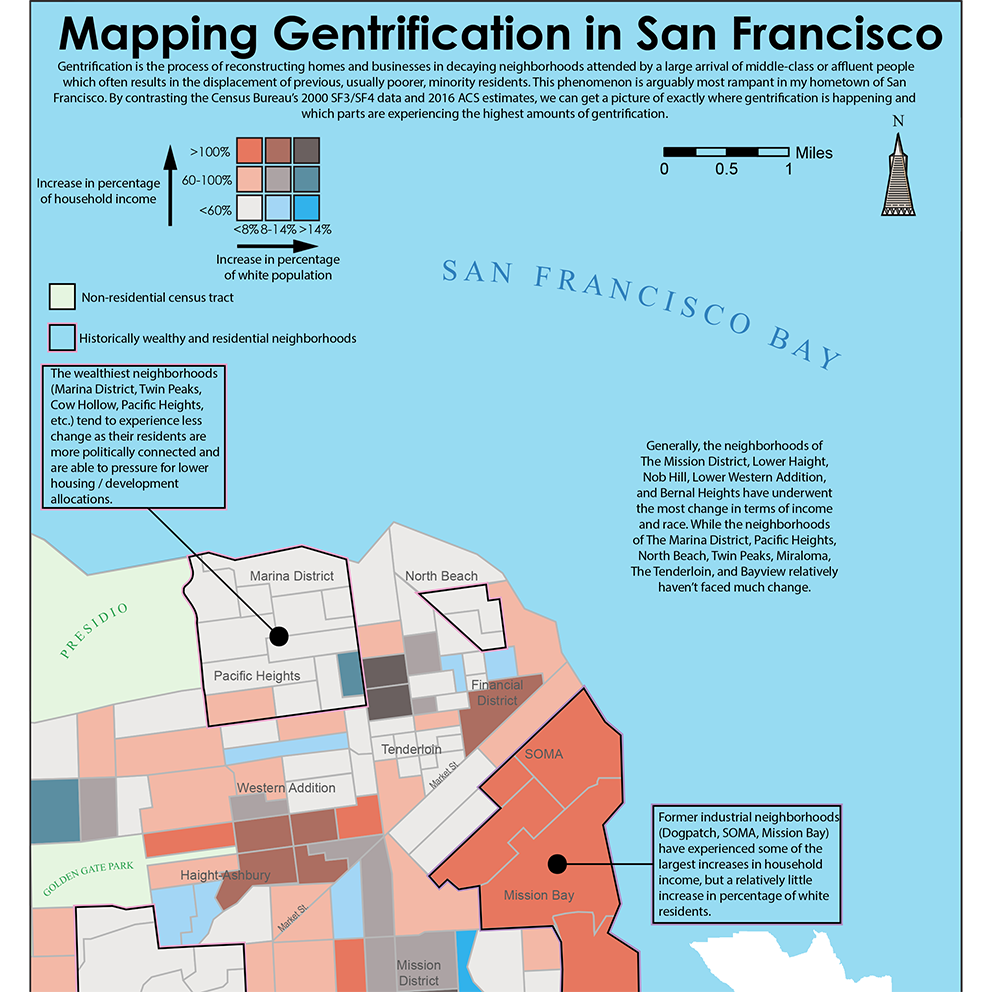 Mapping Gentrification in San Francisco
Gentrification is the process of reconstructing homes and businesses in decaying neighborhoods attended by a large arrival of middle-class or affluent people
which often results in the displacement of previous, usually poorer, minority residents. This phenomenon is arguably most rampant in my hometown of San
Francisco. By contrasting the Census Bureau's 2000 SF3/SF4 data and 2016 ACS estimates, we can get a picture of exactly where gentrification is happening and
which parts are experiencing the highest amounts of gentrification.
N
Miles
0 0.5 1
>100%
60-100%
<60%
Increase in percentage
of household income
<8% 8-14% >14%
Increase in percentage
of white population
Non-residential census tract
Historically wealthy and residential neighborhoods
SAN FRANCISCO BAY
The wealthiest neighborhoods
(Marina District, Twin Peaks,
Cow Hollow, Pacific Heights,
etc.) tend to experience less
change as their residents are
more politically connected and
are able to pressure for lower
housing / development
allocations.
Generally, the neighborhoods of
The Mission District, Lower Haight,
Nob Hill, Lower Western Addition,
and Bernal Heights have underwent
the most change in terms of income
and race. While the neighborhoods
of The Marina District, Pacific Heights,
North Beach, Twin Peaks, Miraloma,
The Tenderloin, and Bayview relatively
haven't faced much change.
Marina District
North Beach
PRESIDIO
Pacific Heights
Financial
District
Tenderloin
SOMA
Market St.
Western Addition
Former industrial neighborhoods
(Dogpatch, SOMA, Mission Bay)
have experienced some of the
largest increases in household
income, but a relatively little
increase in percentage of white
residents.
GOLDEN GATE PARK
Haight-Ashbury
Mission Bay
Market St.
Mission
District